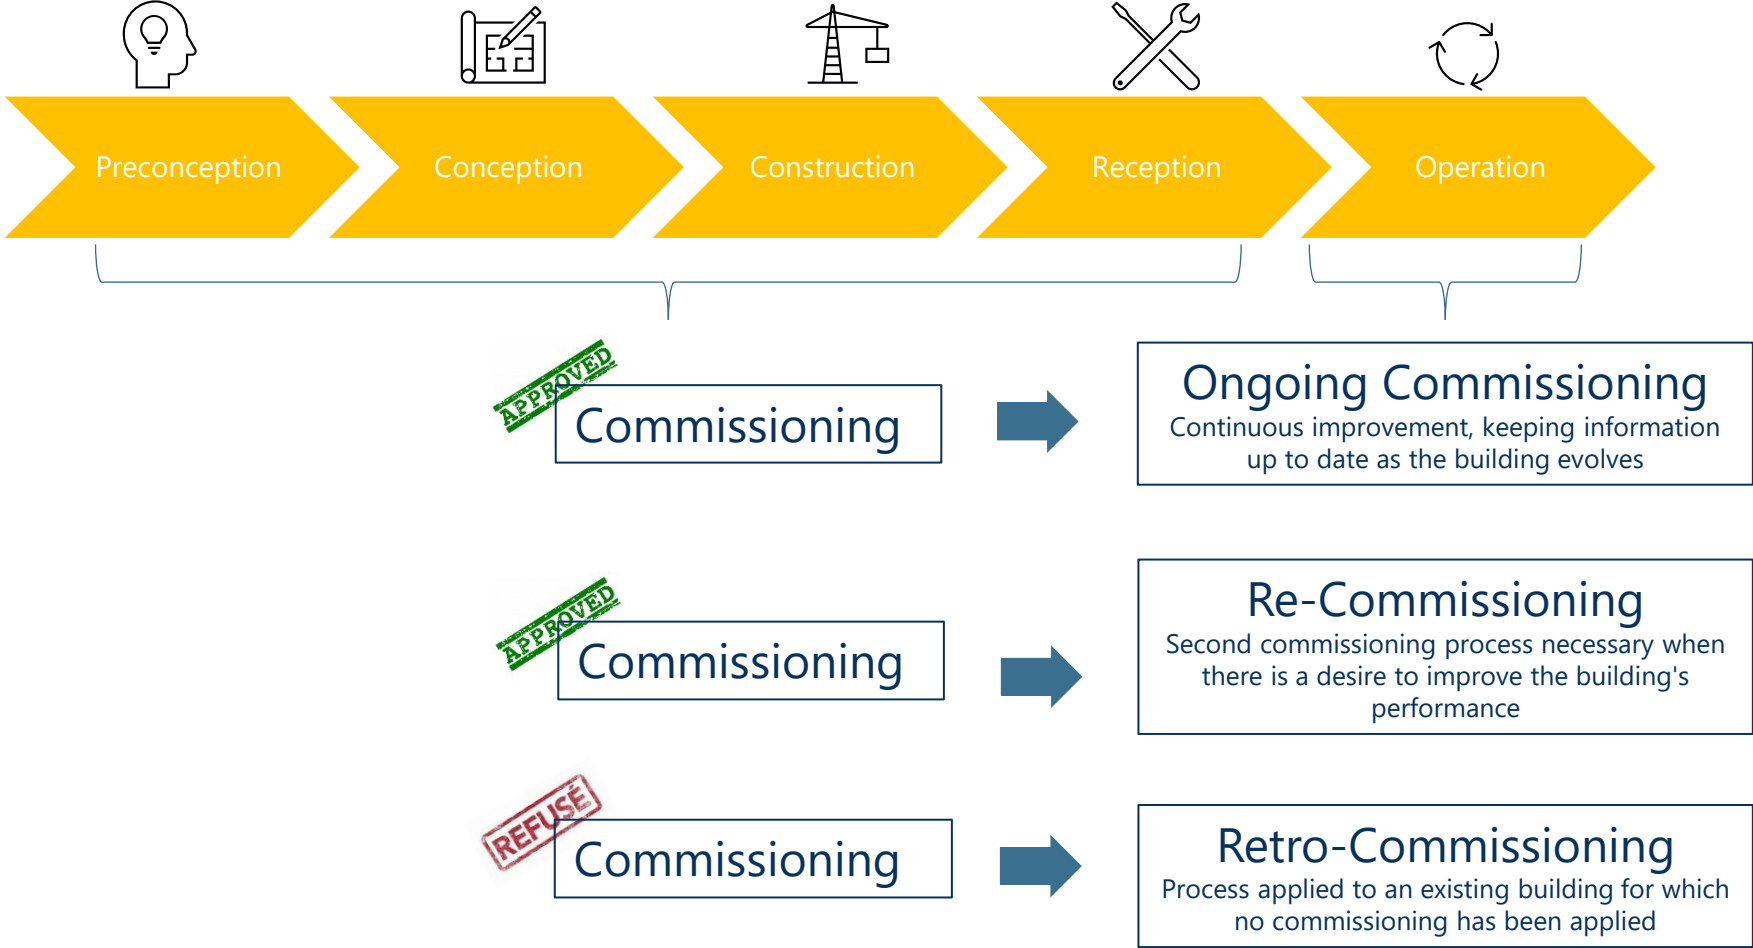 Preconception
Conception
Construction
Reception
Operation
APPROVED
Commissioning
Ongoing Commissioning
Continuous improvement, keeping information
up to date as the building evolves
APPROVED
Commissioning
Re-Commissioning
Second commissioing process necessary when
there is a desire to improve the building's
performance
REFUSÉ
Commissioning
Retro-Commissioning
Process applied to an existing building for which
no commissioning has been applied